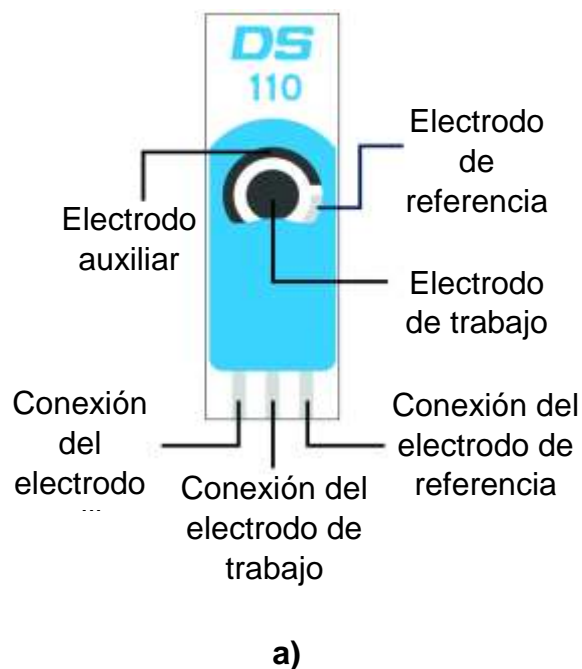 DS
110
Electrodo
de
referencia
Electrodo
auxiliar
Electrodo
de trabajo
Conexión
del
electrodo
Conexión del
electrodo de
trabajo
Conexión del
electrodo de
referencia
a)